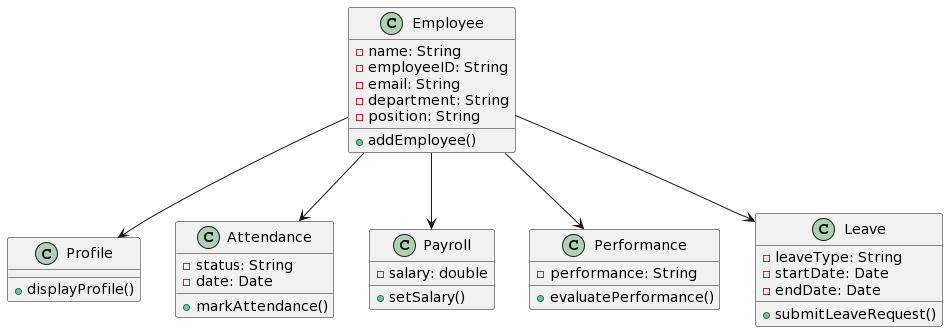 C Employee
name: String
employeeID: String
email: String
department: String
position: String
addEmployee()
C Profile
displayProfile()
C Attendance
status: String
date: Date
markAttendance()
C Payroll
salary: double
setSalary()
C Performance
performance: String
evaluatePerformance()
C Leave
leaveType: String
startDate: Date
endDate: Date
submitLeaveRequest()